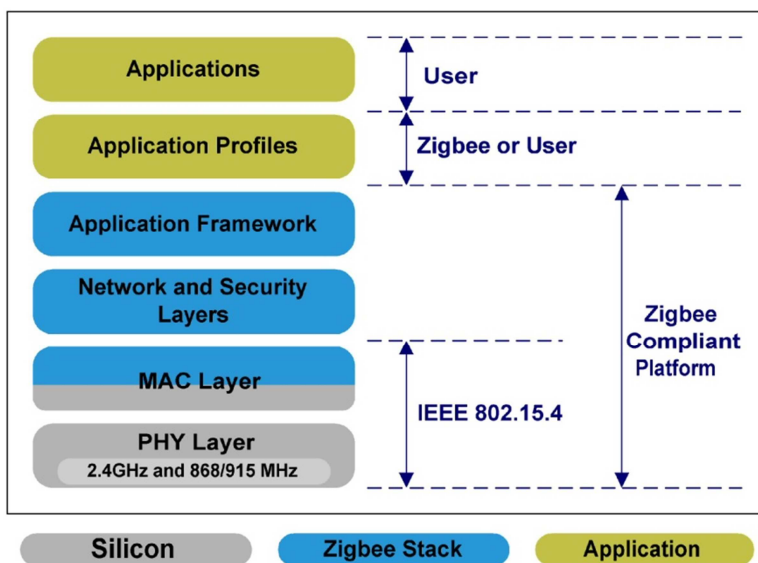 Applications
User
Application Profiles
Zigbee or User
Application Framework
Network and Security
Layers
Zigbee
Compliant
Platform
MAC Layer
IEEE 802.15.4
PHY Layer
2.4GHz and 868/915 MHz
Silicon
Zigbee Stack
Application